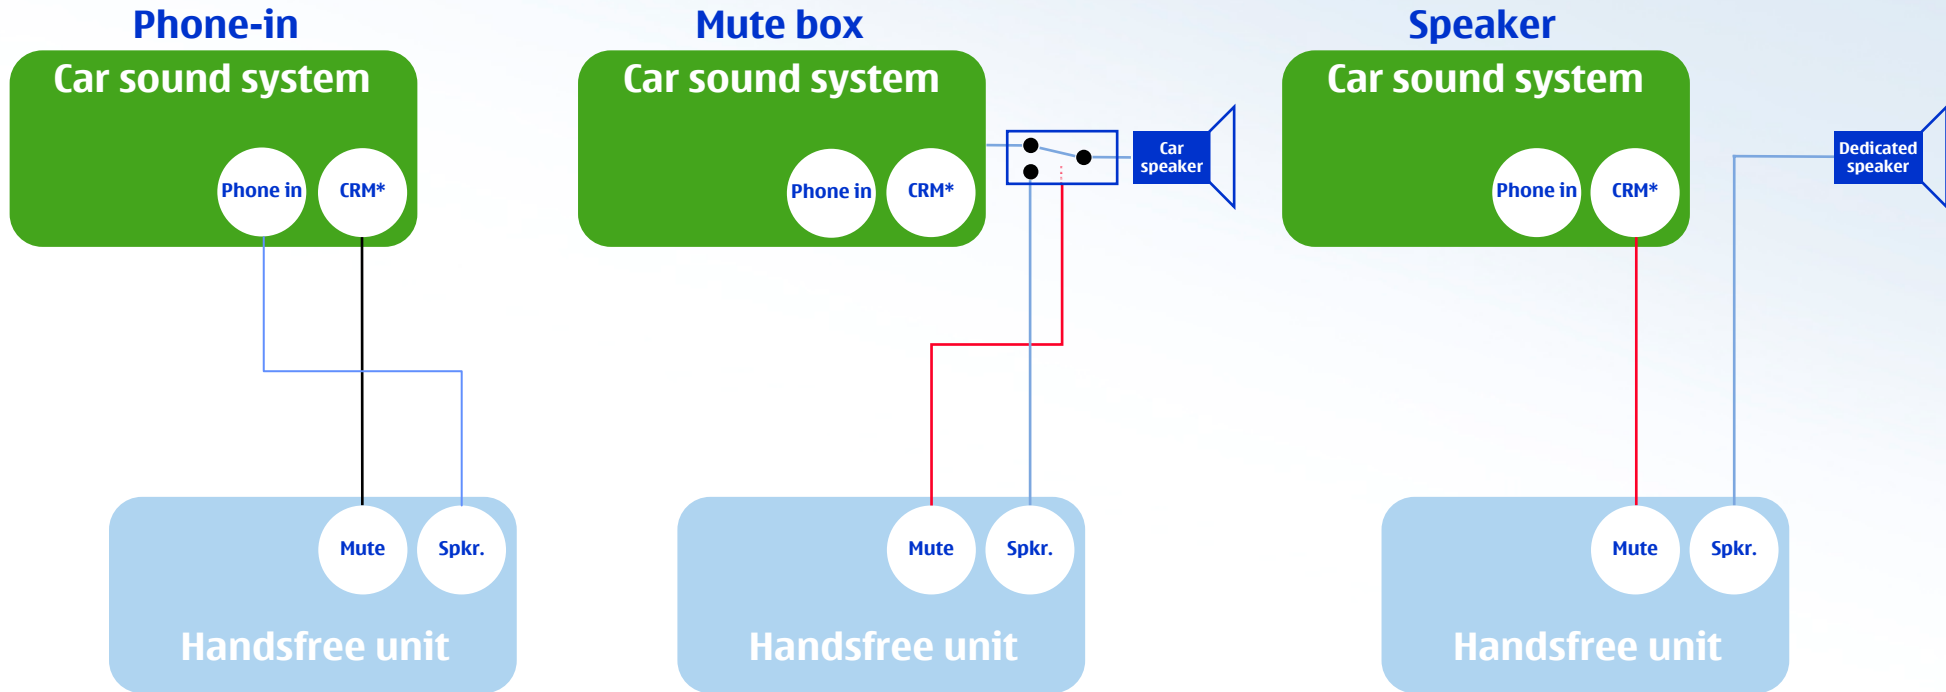 Phone-in
Car sound system
Phone in
CRM*
Mute
Spkr.
Handsfree unit
Mute box
Car sound system
Phone in
CRM*
Car
speaker
Mute
Spkr.
Handsfree unit
Speaker
Car sound system
Phone in
CRM*
Dedicated
speaker
Mute
Spkr.
Handsfree unit